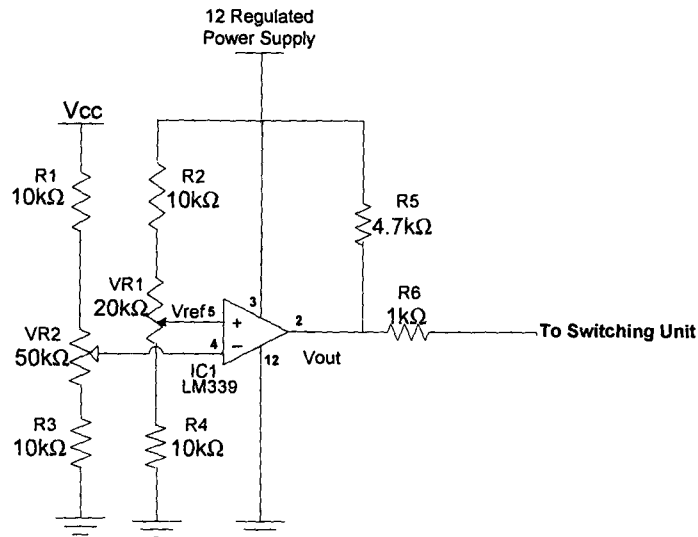 12 Regulated
Power Supply
Vcc
R1
10kΩ
R2
10kΩ
R5
4.7kΩ
VR1
20kΩ
Vref
5
3
+
R6
1kΩ
2
To Switching Unit
VR2
50kΩ
4
−
12
Vout
IC1
LM339
R3
10kΩ
R4
10kΩ